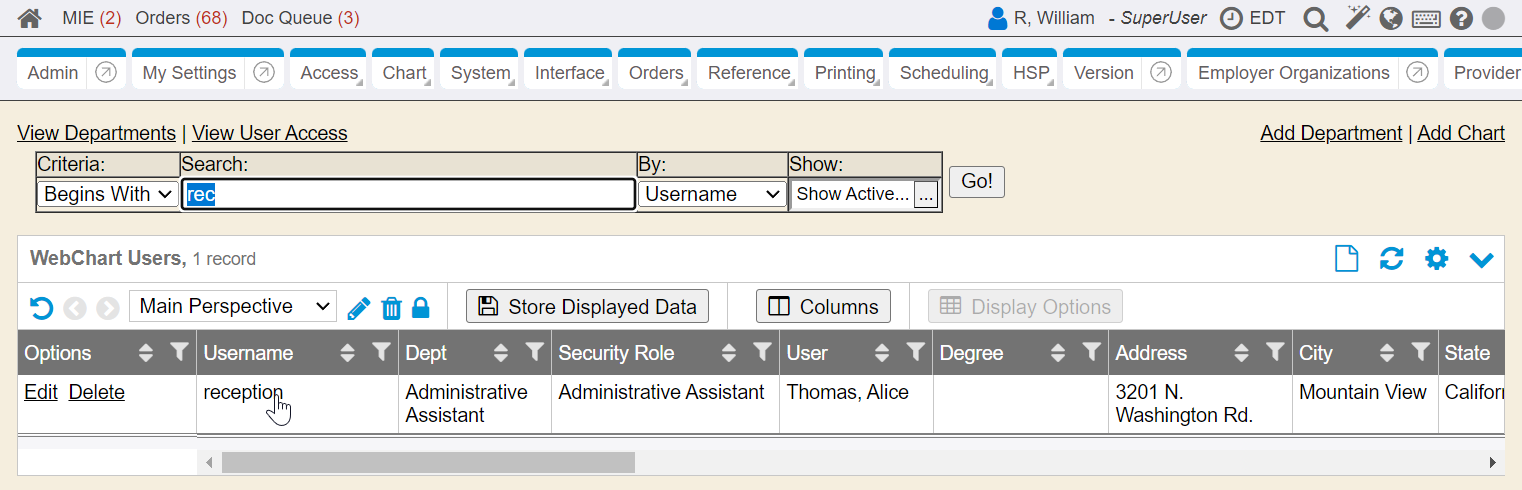 MIE (2) Orders (68) Doc Queue (3) R, William - SuperUser EDT
Admin My Settings Access Chart System Interface Orders Reference Printing Scheduling HSP Version Employer Organizations Provider
View Departments | View User Access Add Department | Add Chart
Criteria: Search: By: Show:
Begins With rec Username Show Active... ... Go!
WebChart Users, 1 record
Main Perspective Store Displayed Data Columns Display Options
Options Username Dept Security Role User Degree Address City State
Edit Delete reception Administrative Administrative Assistant Thomas, Alice 3201 N. Mountain View Califor
Assistant Washington Rd.